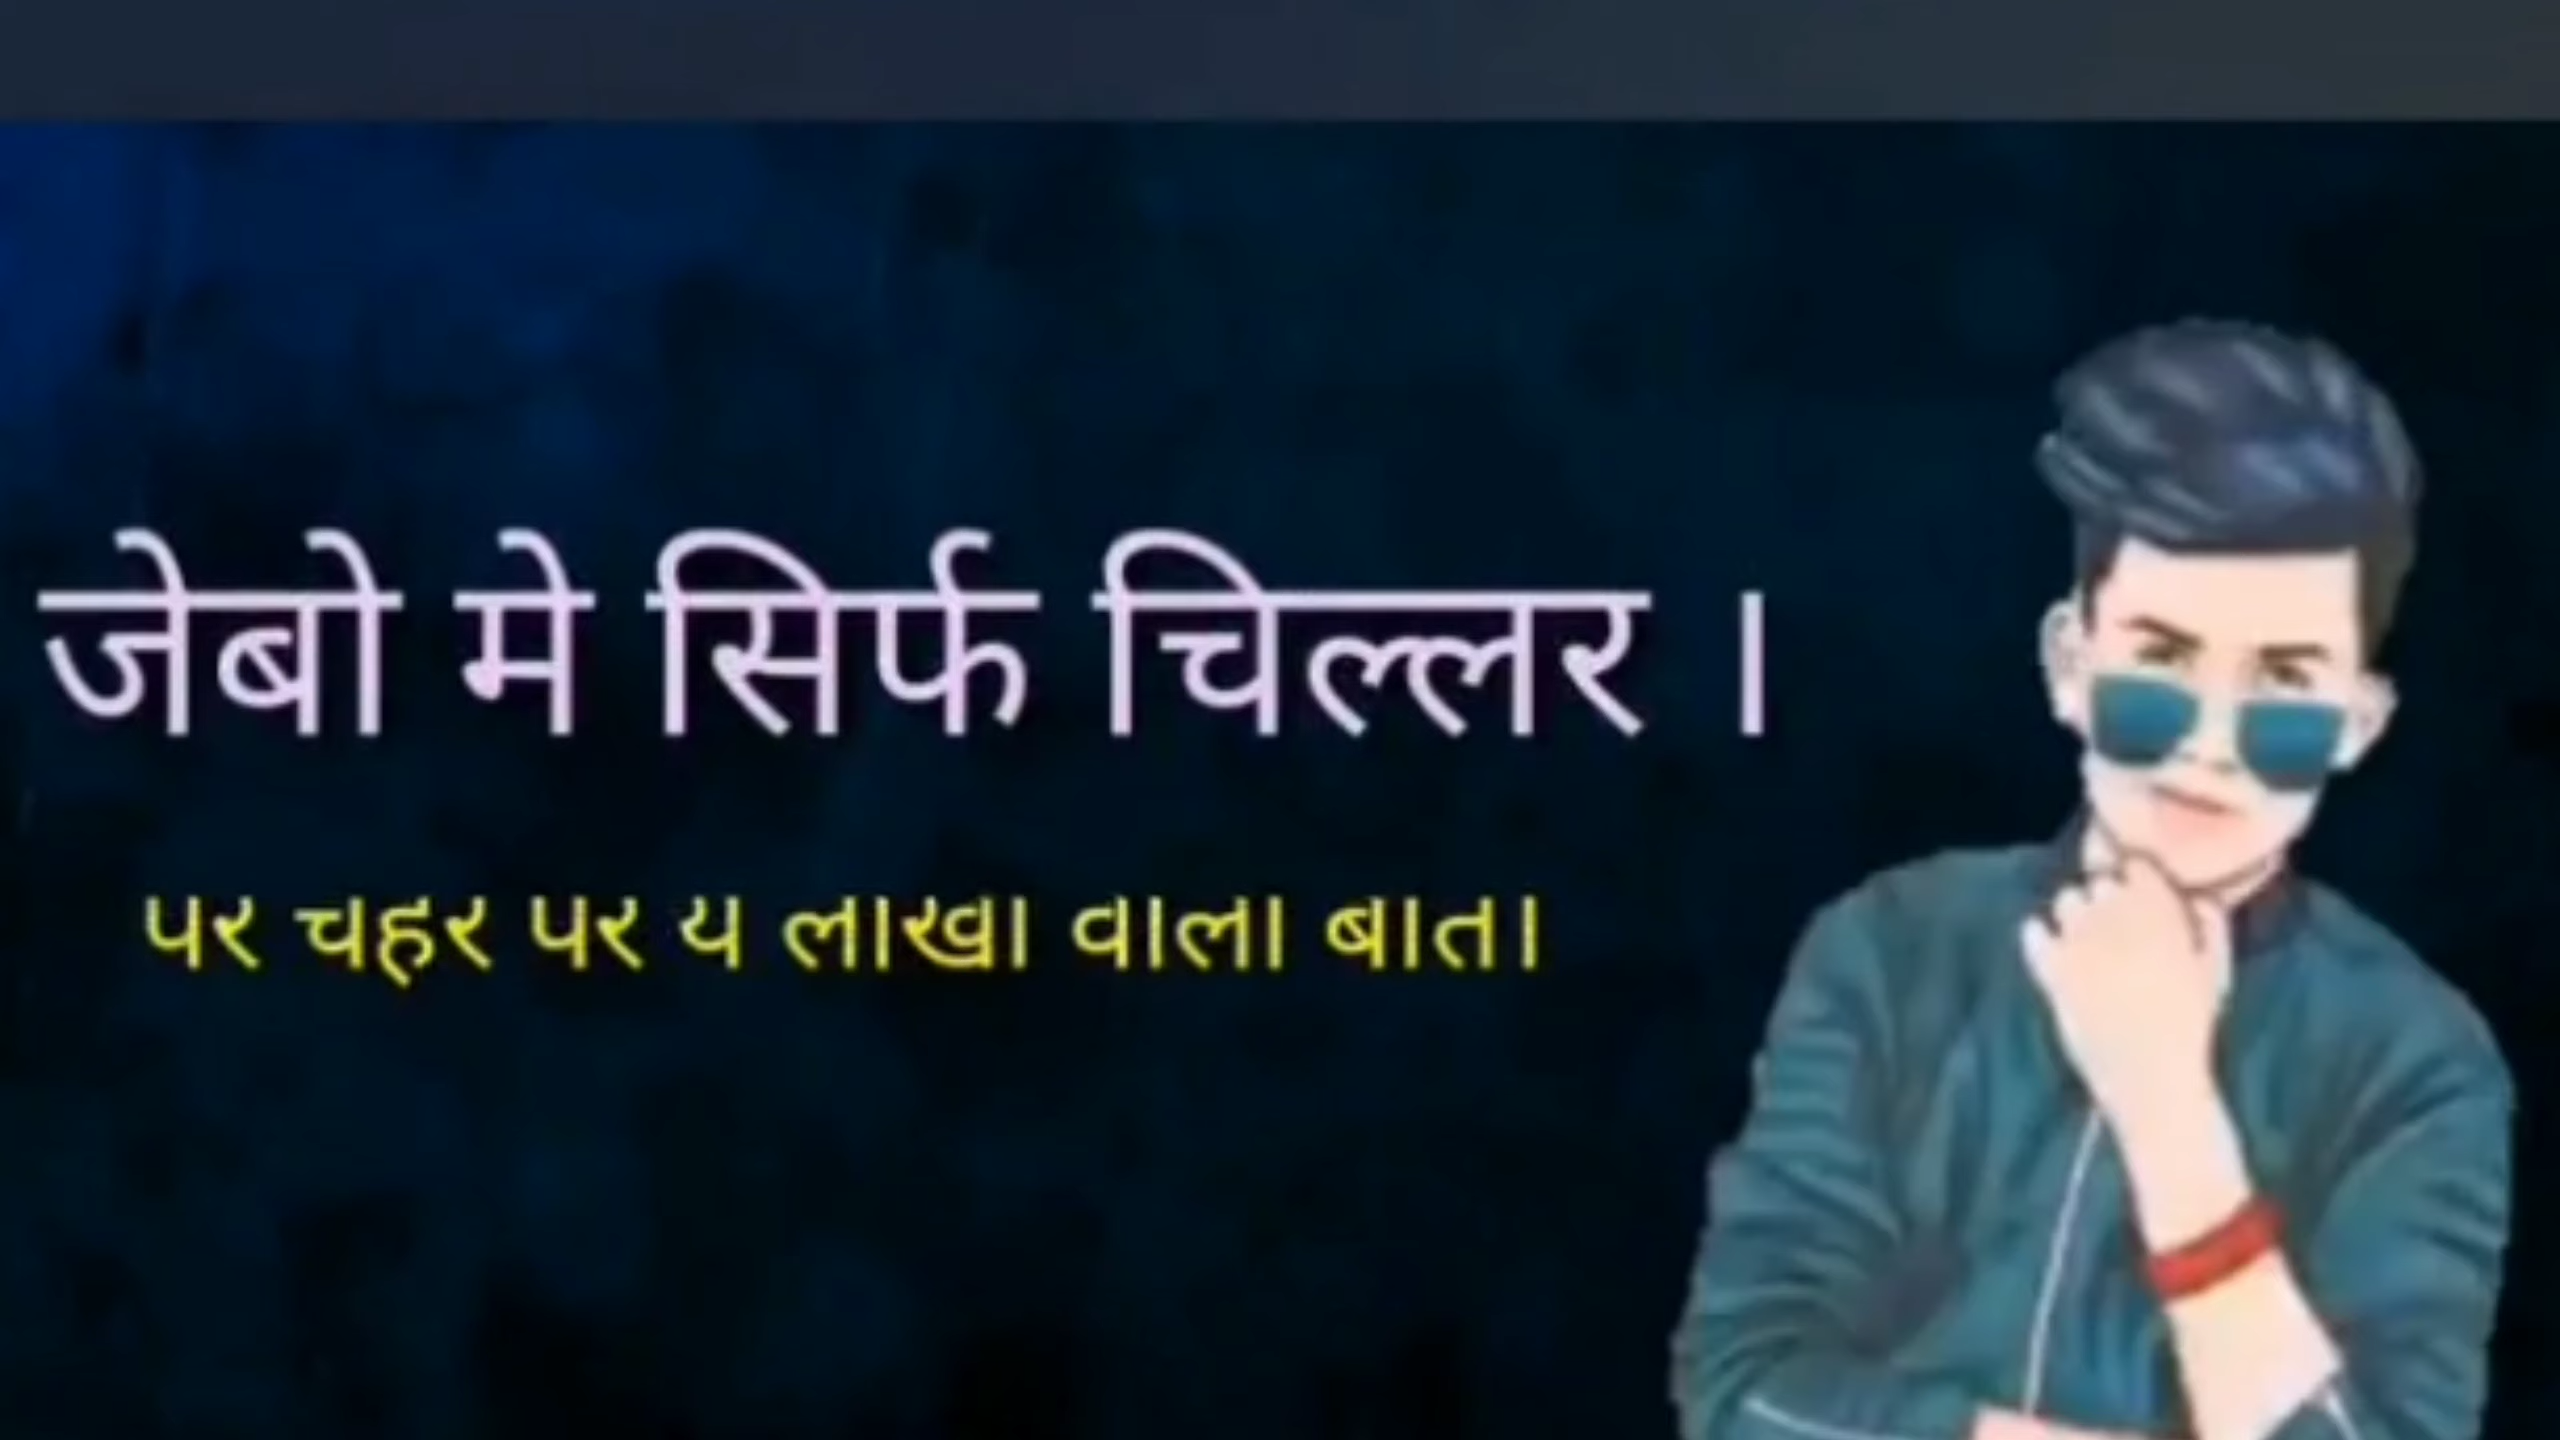 जेबो मे सिर्फ चिल्लर ।
पर चहर पर य लाखा वाला बात।